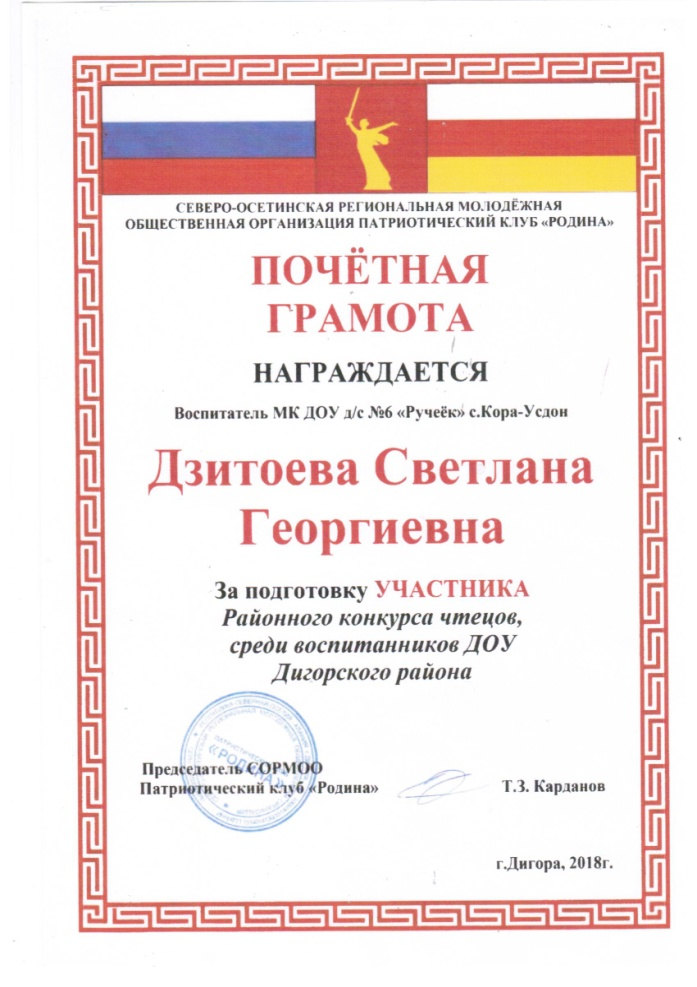 СЕВЕРО-ОСЕТИНСКАЯ РЕГИОНАЛЬНАЯ МОЛОДЁЖНАЯ
ОБЩЕСТВЕННАЯ ОРГАНИЗАЦИЯ ПАТРИОТИЧЕСКИЙ КЛУБ «РОДИНА»
ПОЧЁТНАЯ
ГРАМОТА
НАГРАЖДАЕТСЯ
Воспитатель МК ДОУ д/с №6 «Ручеёк» с.Кора-Усдон
Дзитоева Светлана
Георгиевна
За подготовку УЧАСТНИКА
Районного конкурса чтецов,
среди воспитанников ДОУ
Дигорского района
«РОДИНА»
Председатель СОРМОО
Патриотический клуб «Родина»
Т.З. Карданов
г.Дигора, 2018г.